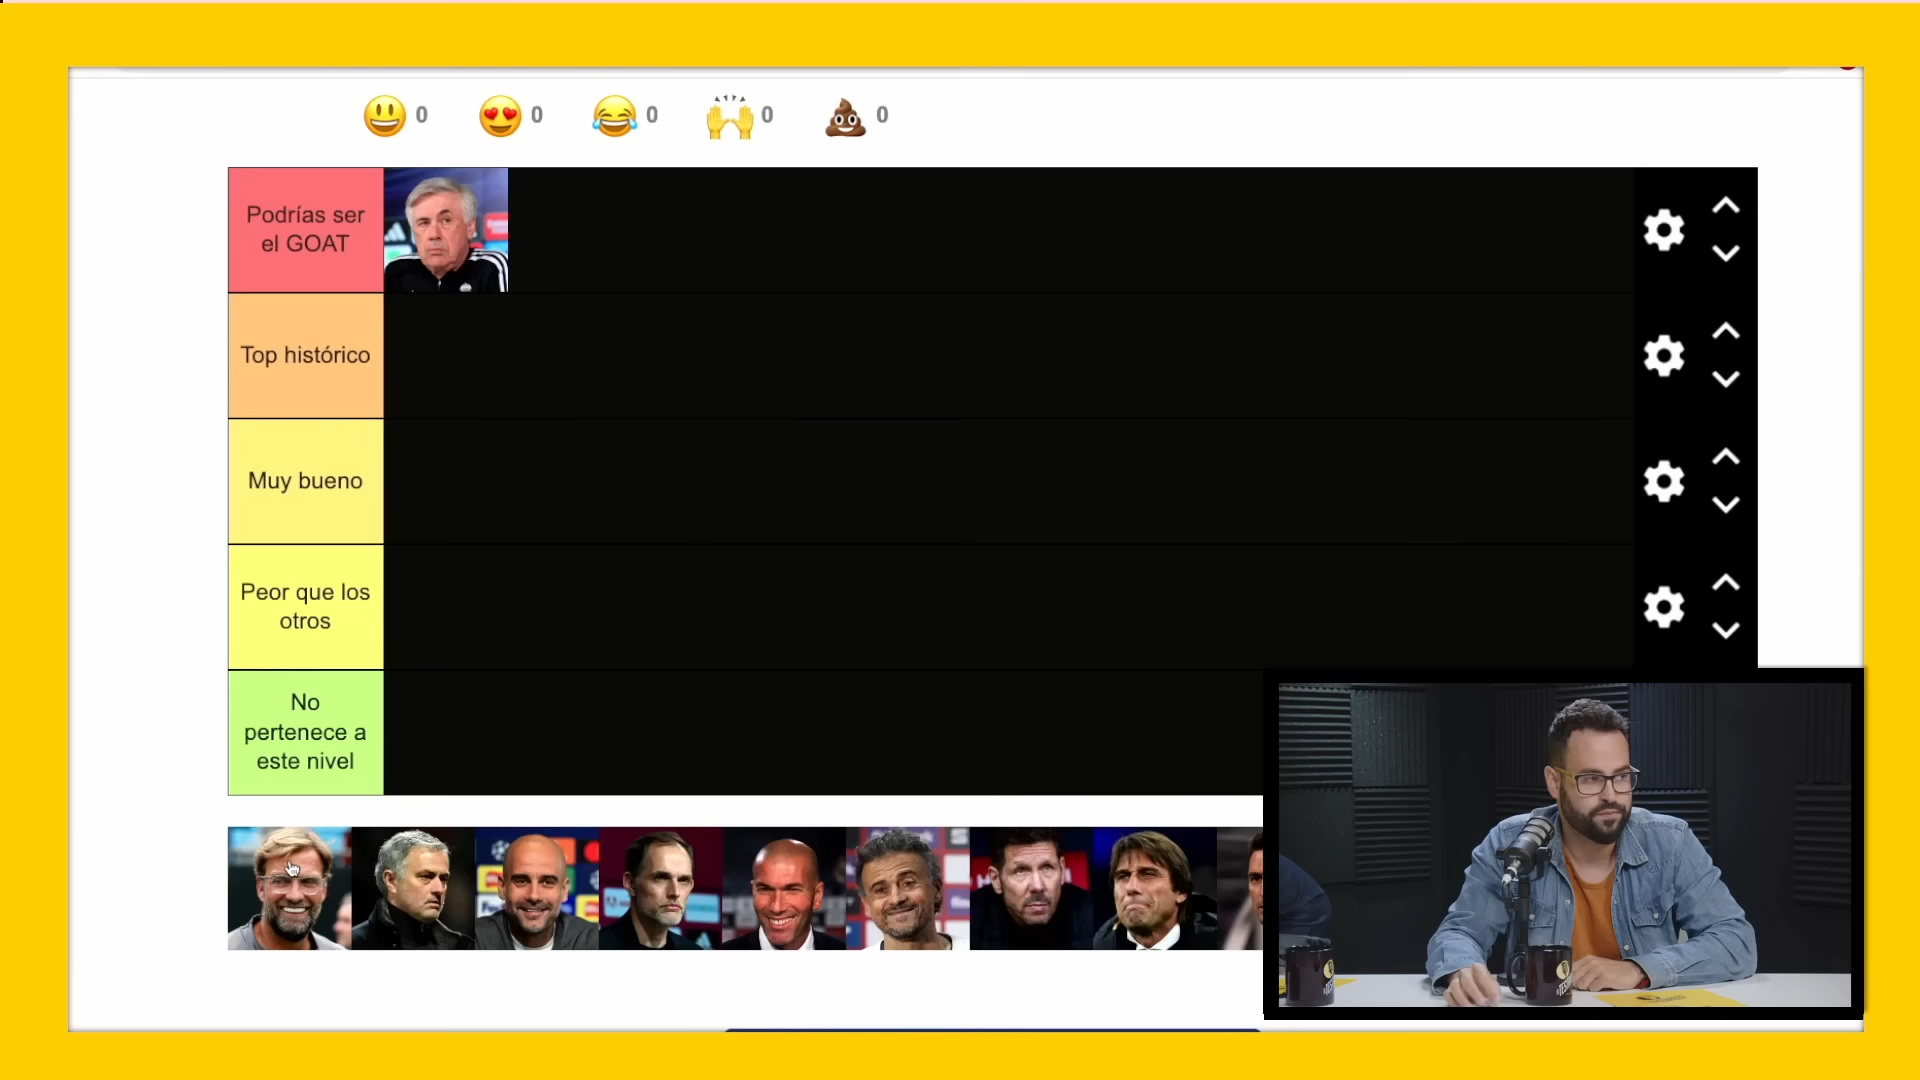 0 0 0 0 0
Podrías ser
el GOAT
Top histórico
Muy bueno
Peor que los
otros
No
pertenece a
este nivel